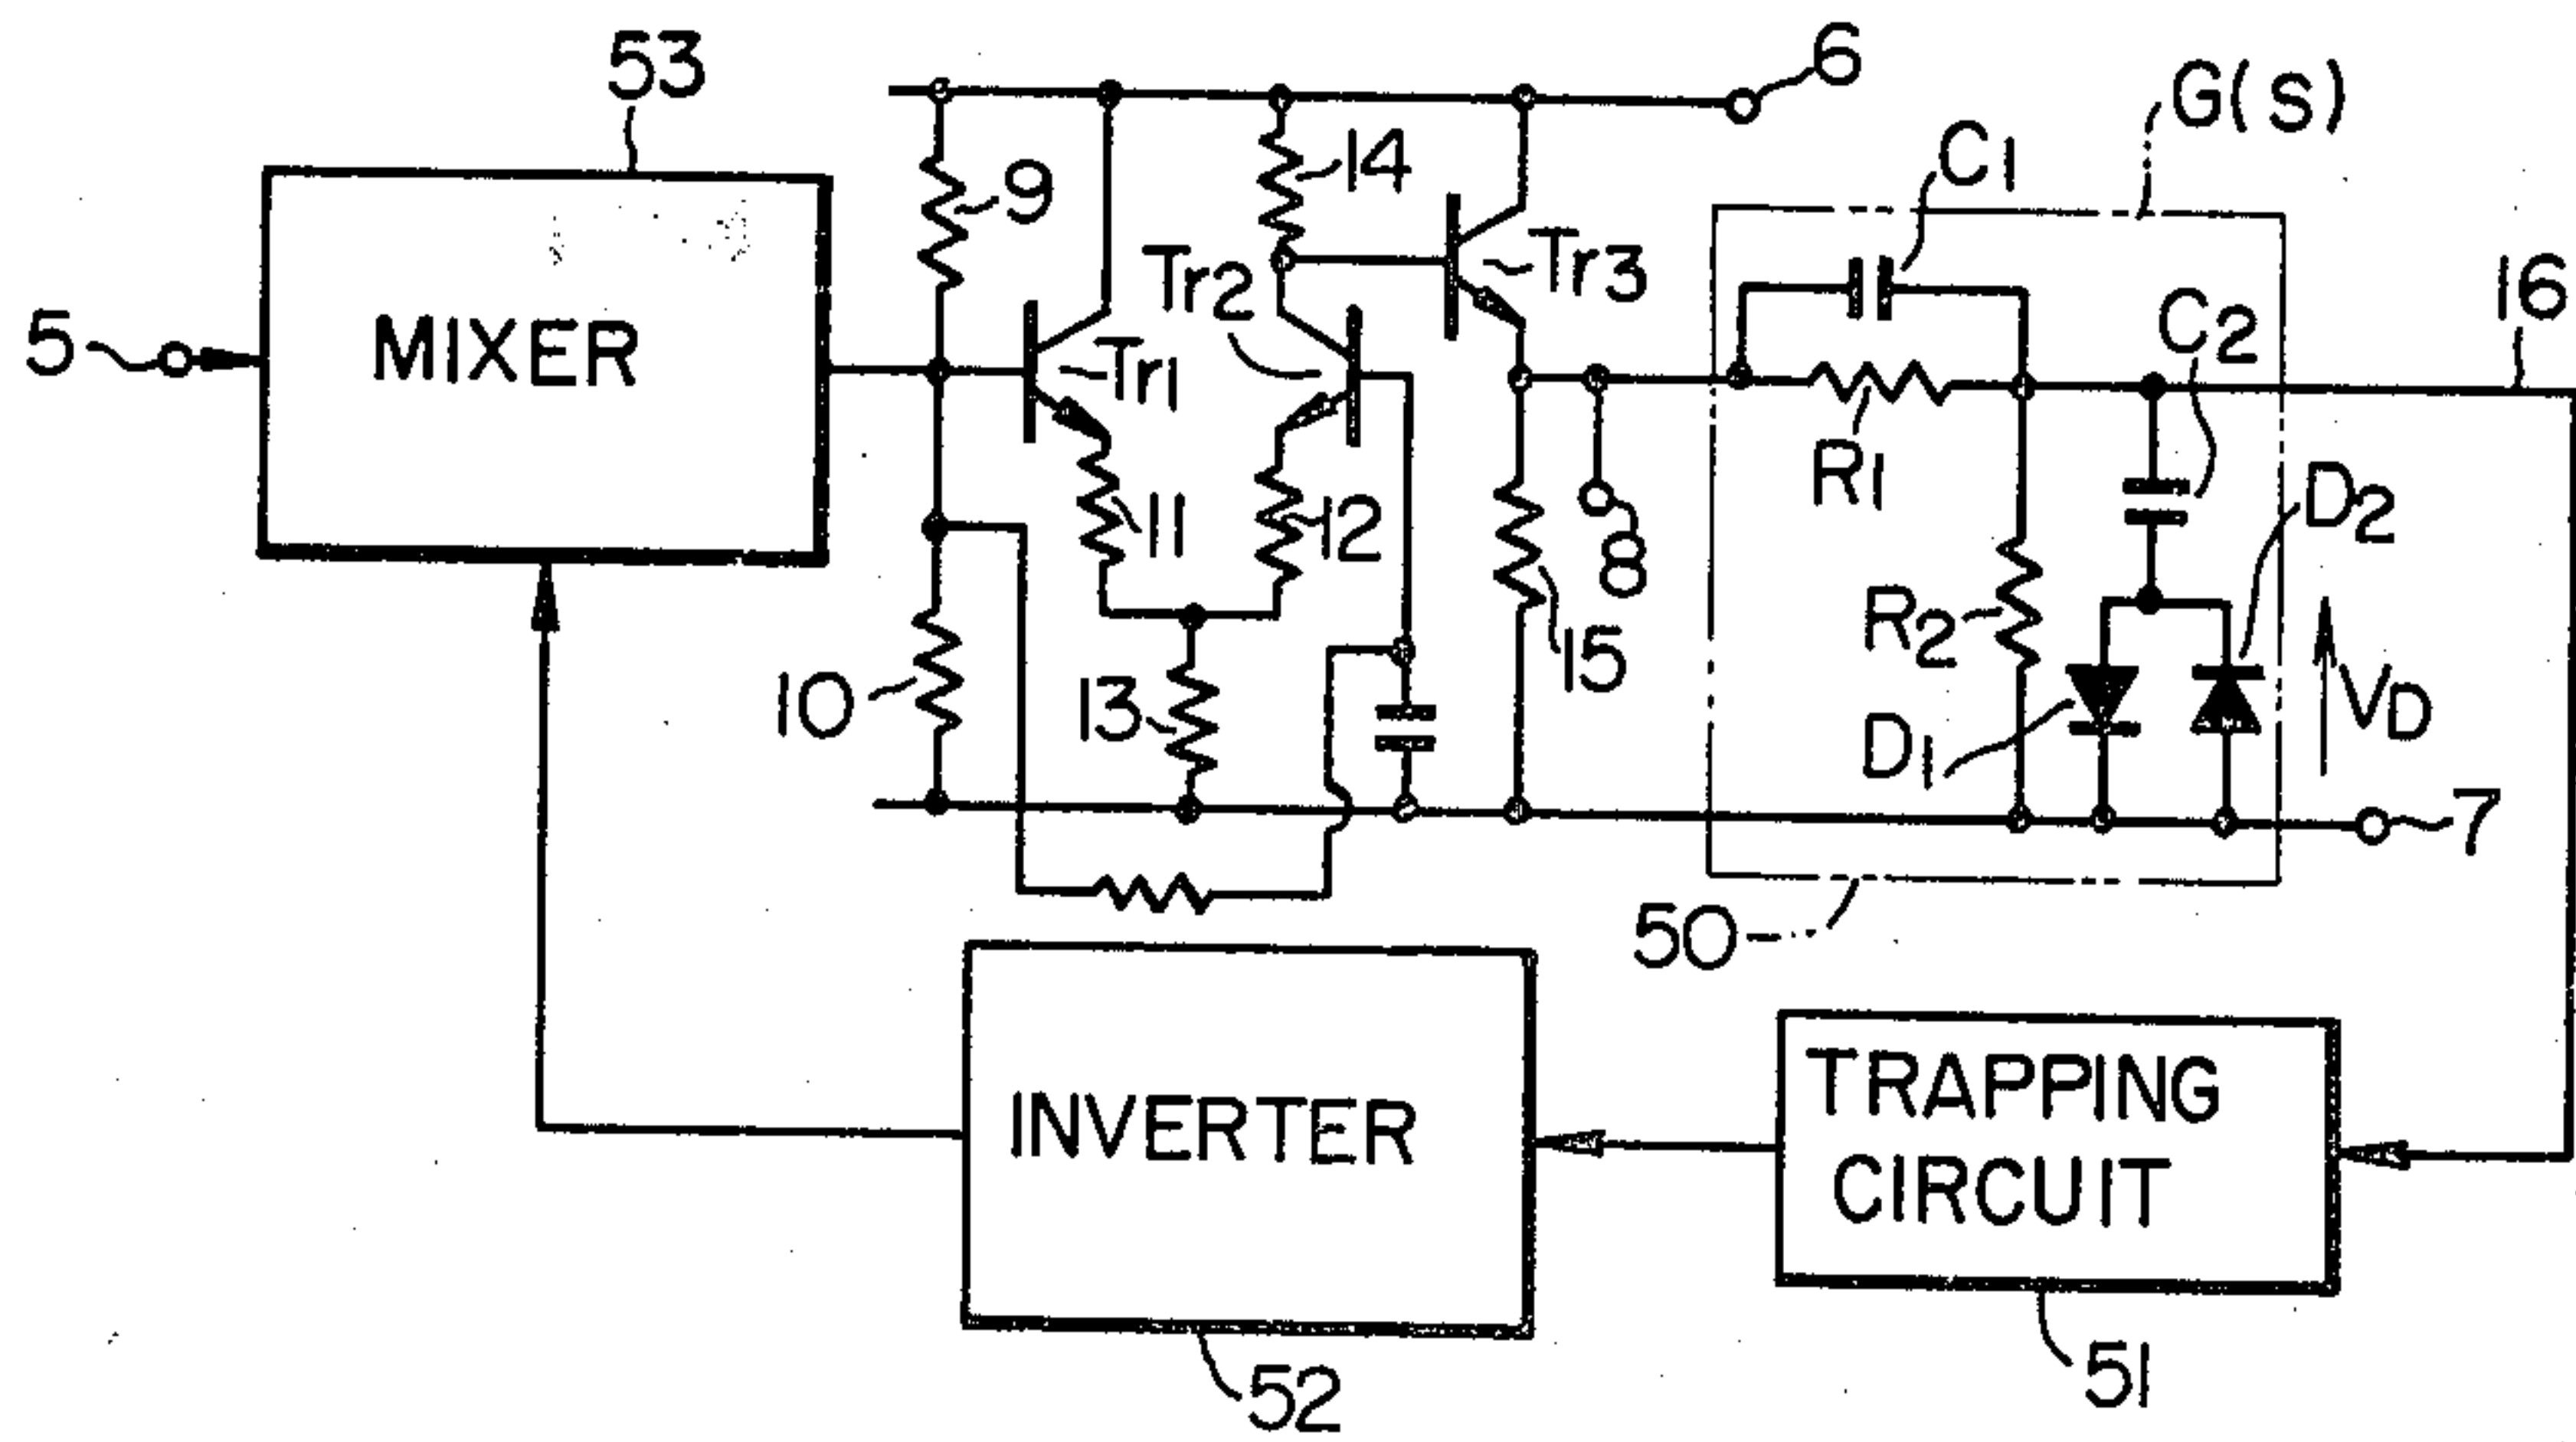 53
6
G(S)
C1
14
9
Tr3
16
Tr2
C2
5
MIXER
Tr1
R1
D2
11
12
8
R2
15
VD
10
13
D1
7
50
TRAPPING
CIRCUIT
INVERTER
51
52